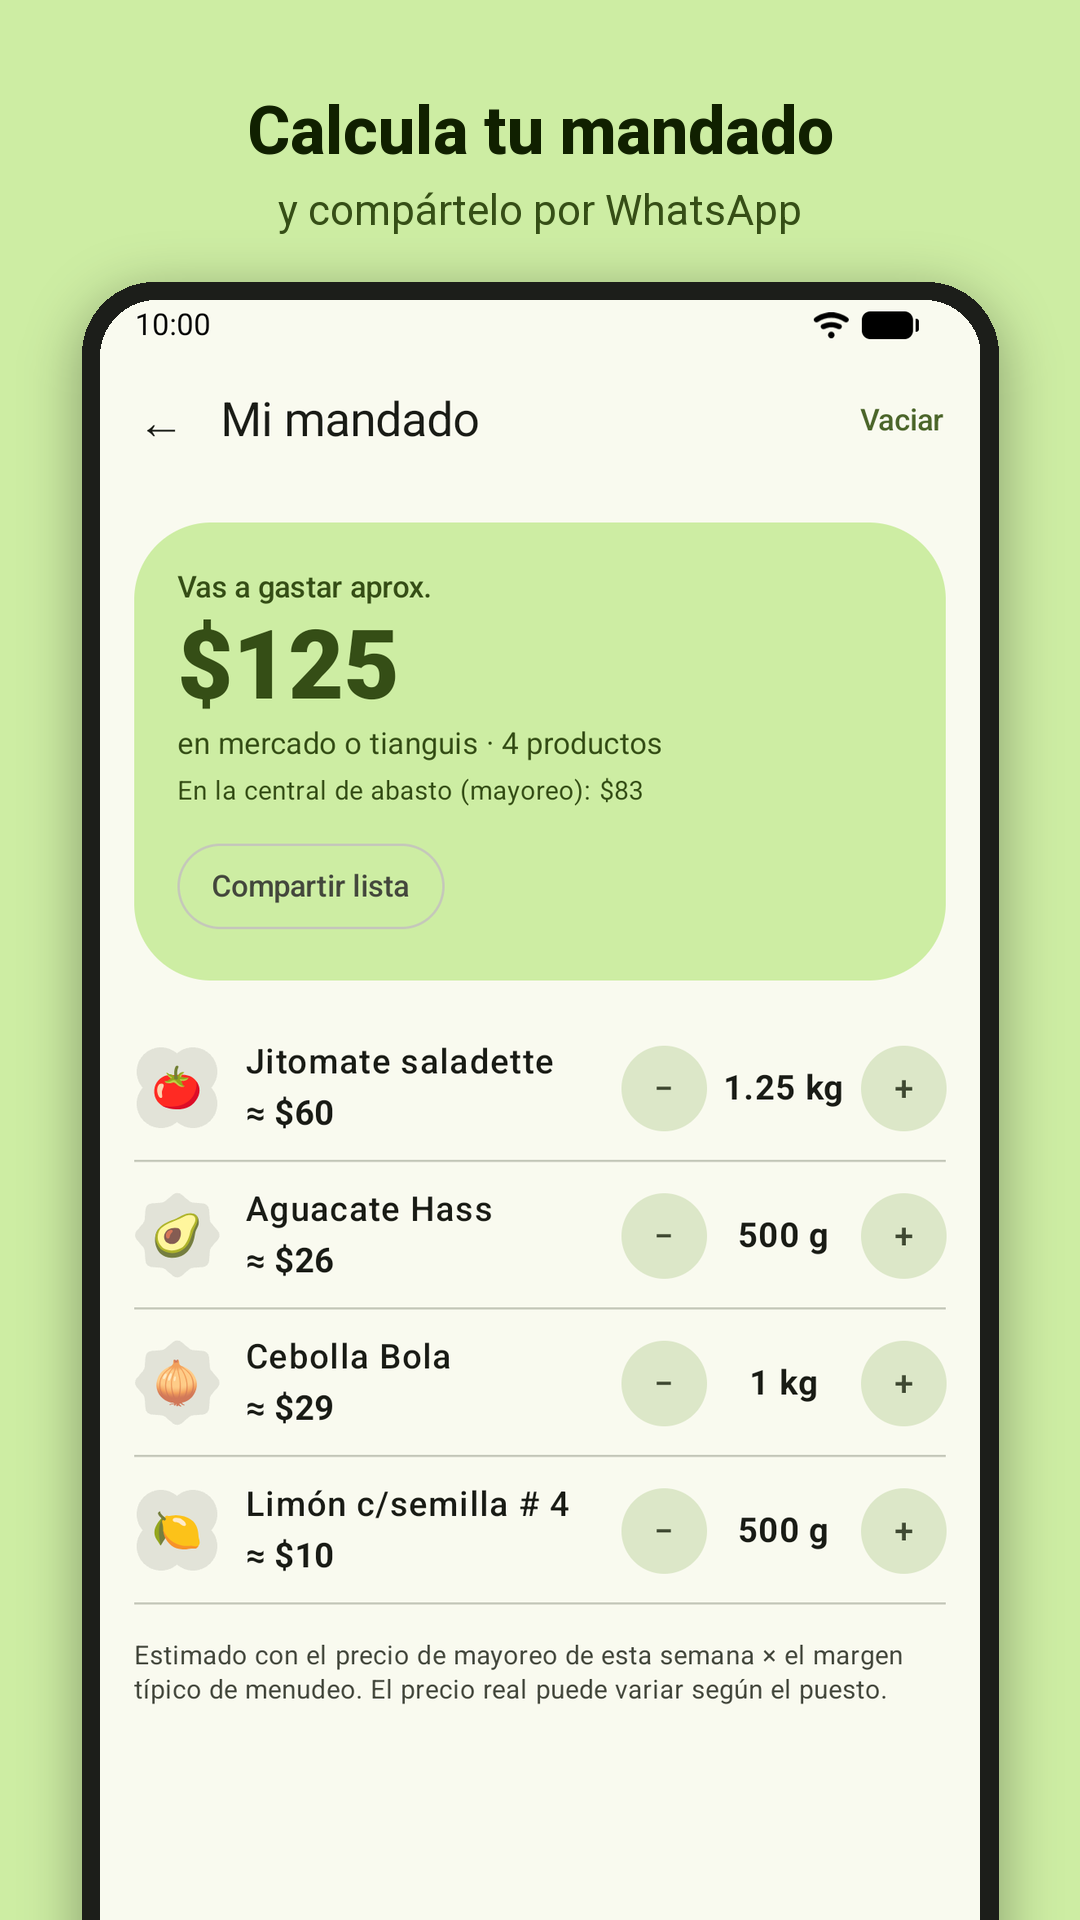 Calcula tu mandado
y compártelo por WhatsApp
10:00
← Mi mandado
Vaciar
Vas a gastar aprox.
$125
en mercado o tianguis · 4 productos
En la central de abasto (mayoreo): $83
Compartir lista
Jitomate saladette
≈ $60
− 1.25 kg +
Aguacate Hass
≈ $26
− 500 g +
Cebolla Bola
≈ $29
− 1 kg +
Limón c/semilla # 4
≈ $10
− 500 g +
Estimado con el precio de mayoreo de esta semana × el margen
típico de menudeo. El precio real puede variar según el puesto.